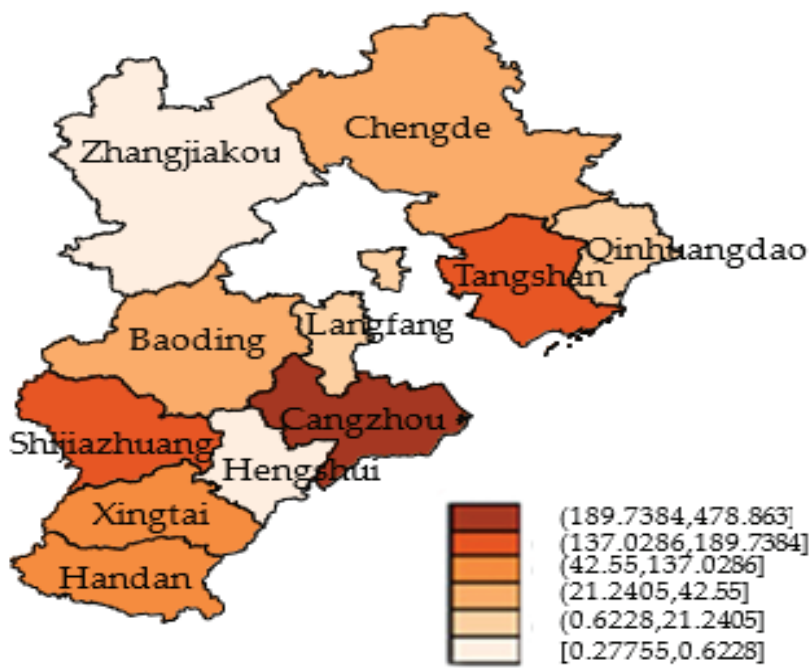 Chengde
Zhangjiakou
Qinhuangdao
Tangshan
Langfang
Baoding
Cangzhou
Shijiazhuang
Hengshui
Xingtai
Handan
(189.7384,478.863]
(137.0286,189.7384]
(42.55,137.0286]
(21.2405,42.55]
(0.6228,21.2405]
[0.27755,0.6228]